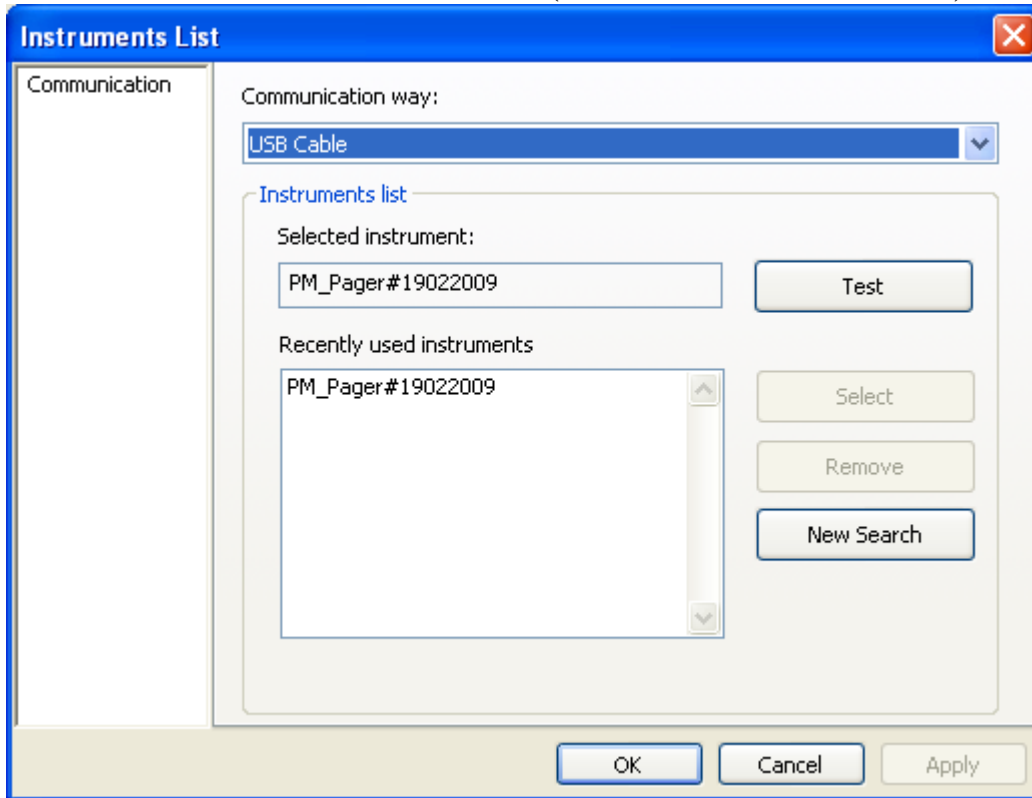 Instruments List
Communication
Communication way:
USB Cable
Instruments list
Selected instrument:
PM_Pager#19022009
Test
Recently used instruments
PM_Pager#19022009
Select
Remove
New Search
OK
Cancel
Apply